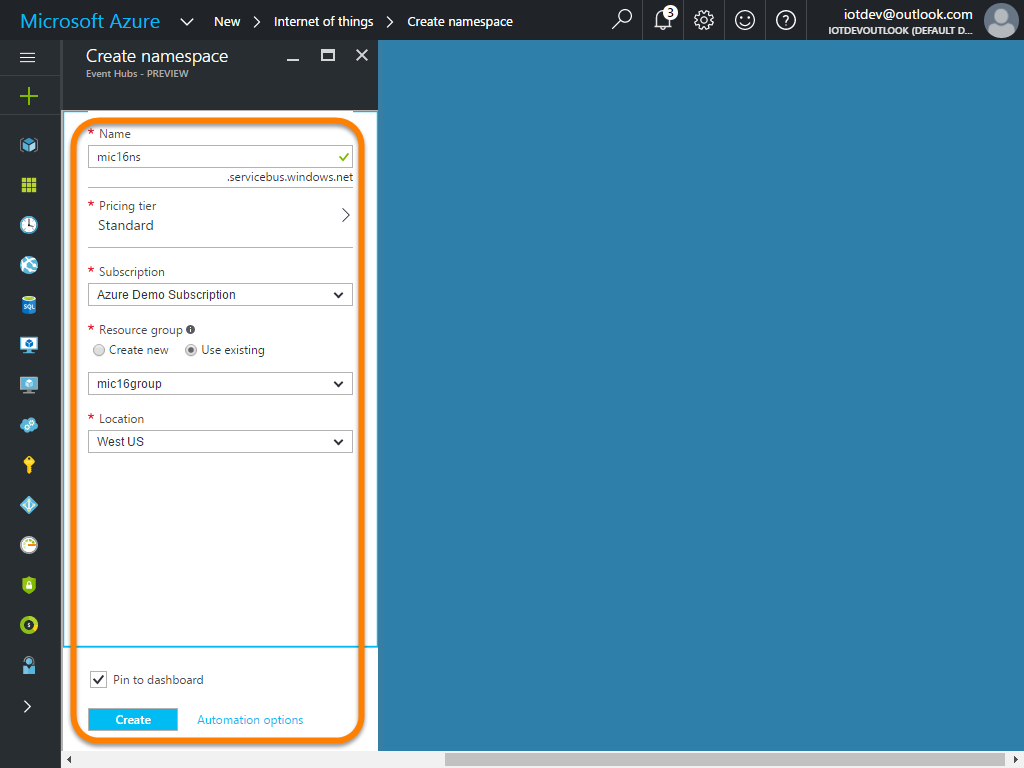 Microsoft Azure New Internet of things Create namespace 3 iotdev@outlook.com
IOTDEVOUTLOOK (DEFAULT D...
Create namespace
Event Hubs - PREVIEW
* Name
mic16ns
.servicebus.windows.net
* Pricing tier
Standard
* Subscription
Azure Demo Subscription
* Resource group
Create new Use existing
mic16group
* Location
West US
Pin to dashboard
Create Automation options
SQL